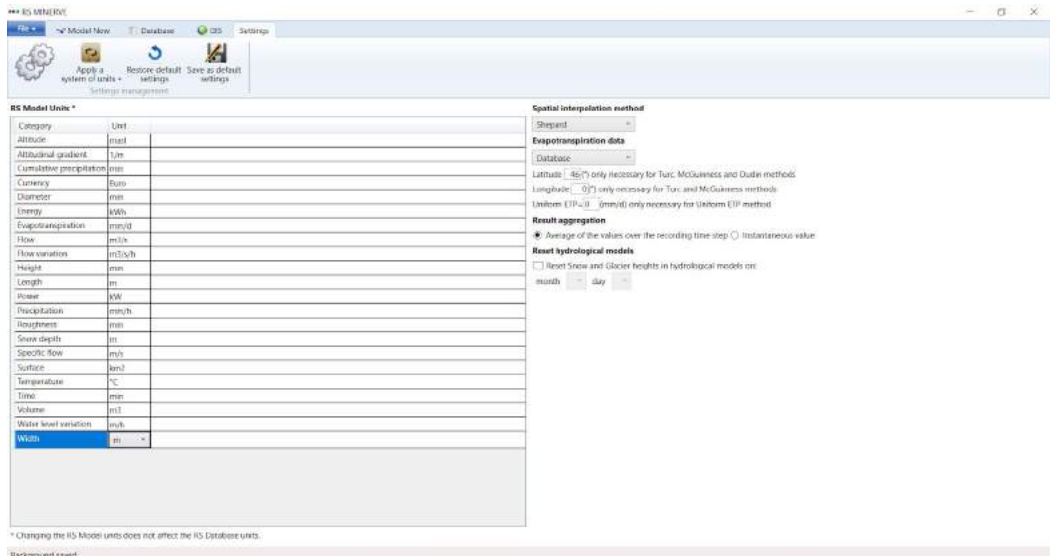 RS MINERVE
File Model New Database GIS Settings
Apply a system of units
Restore default settings
Save as default settings
Settings management
RS Model Units *
Category Unit
Altitude masl
Altitudinal gradient 1/m
Cumulative precipitation mm
Currency Euro
Diameter mm
Energy kWh
Evapotranspiration mm/d
Flow m3/s
Flow variation m3/s/h
Height mm
Length m
Power kW
Precipitation mm/h
Roughness mm
Snow depth m
Specific flow m/s
Surface km2
Temperature °C
Time min
Volume m3
Water level variation m/h
Width m
* Changing the RS Model units does not affect the RS Database units.
Spatial interpolation method
Shepard
Evapotranspiration data
Database
Latitude 46 (°) only necessary for Turc, McGuinness and Oudin methods
Longitude 0 (°) only necessary for Turc and McGuinness methods
Uniform ETP= 0 (mm/d) only necessary for Uniform ETP method
Result aggregation
Average of the values over the recording time step Instantaneous value
Reset hydrological models
Reset Snow and Glacier heights in hydrological models on:
month day
Background saved